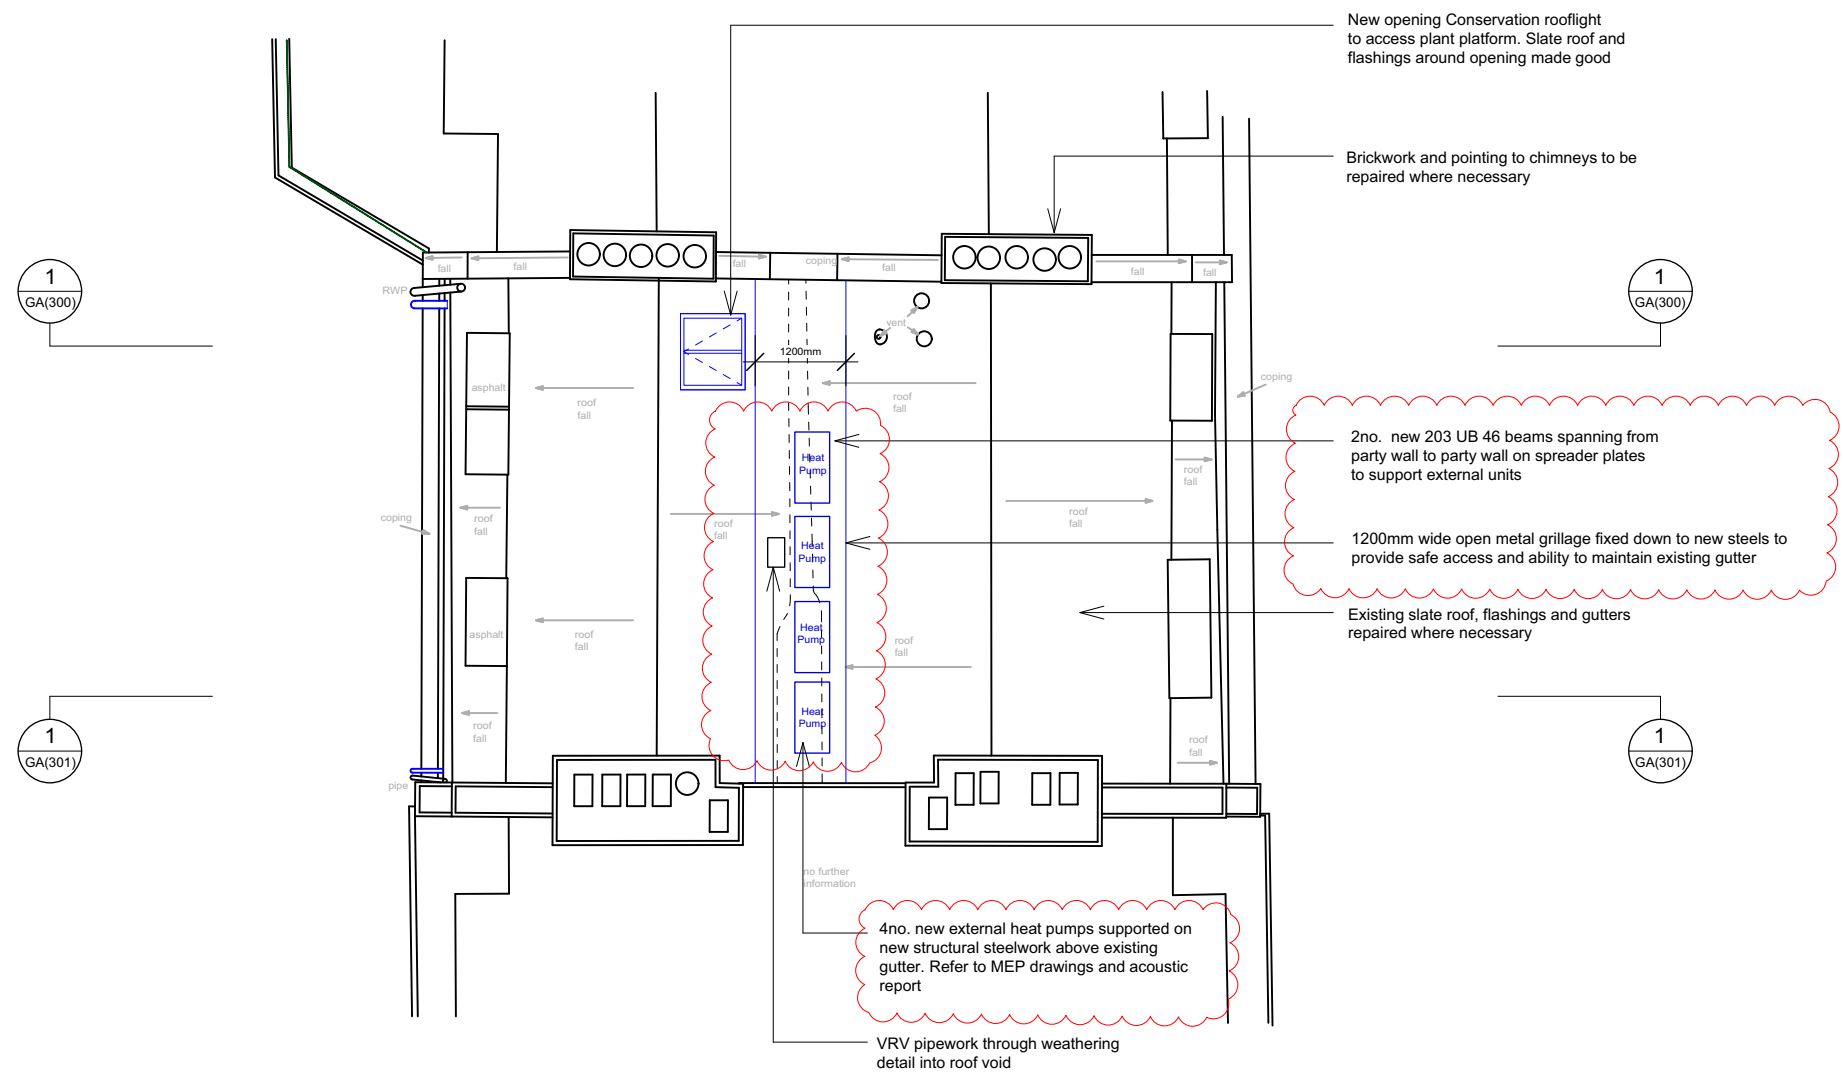 New opening Conservation rooflight
to access plant platform. Slate roof and
flashings around opening made good
Brickwork and pointing to chimneys to be
repaired where necessary
1
GA(300)
1
GA(300)
fall
fall
fall
coping
fall
fall
fall
RWP
vent
1200mm
asphalt
roof
fall
roof
fall
coping
2no. new 203 UB 46 beams spanning from
party wall to party wall on spreader plates
to support external units
Heat
Pump
roof
fall
coping
roof
fall
roof
fall
roof
fall
1200mm wide open metal grillage fixed down to new steels to
provide safe access and ability to maintain existing gutter
Heat
Pump
Existing slate roof, flashings and gutters
repaired where necessary
asphalt
roof
fall
Heat
Pump
roof
fall
roof
fall
Heat
Pump
roof
fall
1
GA(301)
1
GA(301)
pipe
no further
information
4no. new external heat pumps supported on
new structural steelwork above existing
gutter. Refer to MEP drawings and acoustic
report
VRV pipework through weathering
detail into roof void